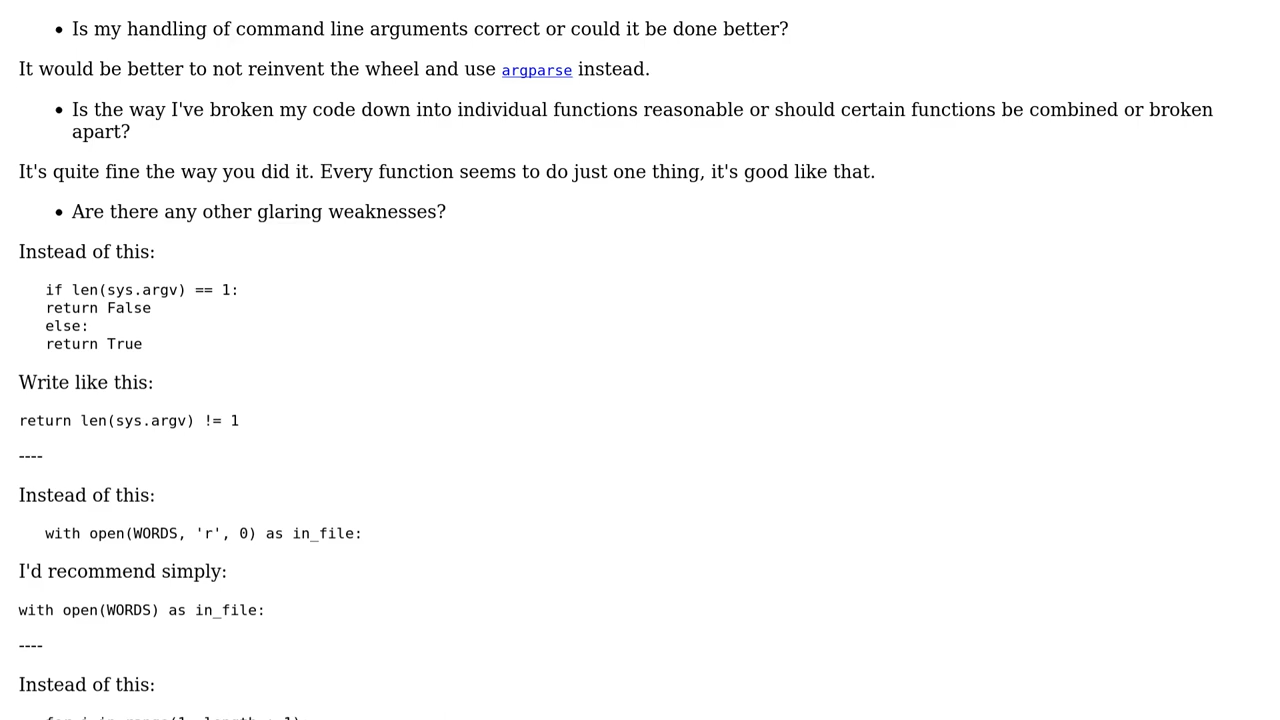 • Is my handling of command line arguments correct or could it be done better?
It would be better to not reinvent the wheel and use argparse instead.
• Is the way I've broken my code down into individual functions reasonable or should certain functions be combined or broken
apart?
It's quite fine the way you did it. Every function seems to do just one thing, it's good like that.
• Are there any other glaring weaknesses?
Instead of this:
if len(sys.argv) == 1:
return False
else:
return True
Write like this:
return len(sys.argv) != 1
----
Instead of this:
with open(WORDS, 'r', 0) as in_file:
I'd recommend simply:
with open(WORDS) as in_file:
----
Instead of this: